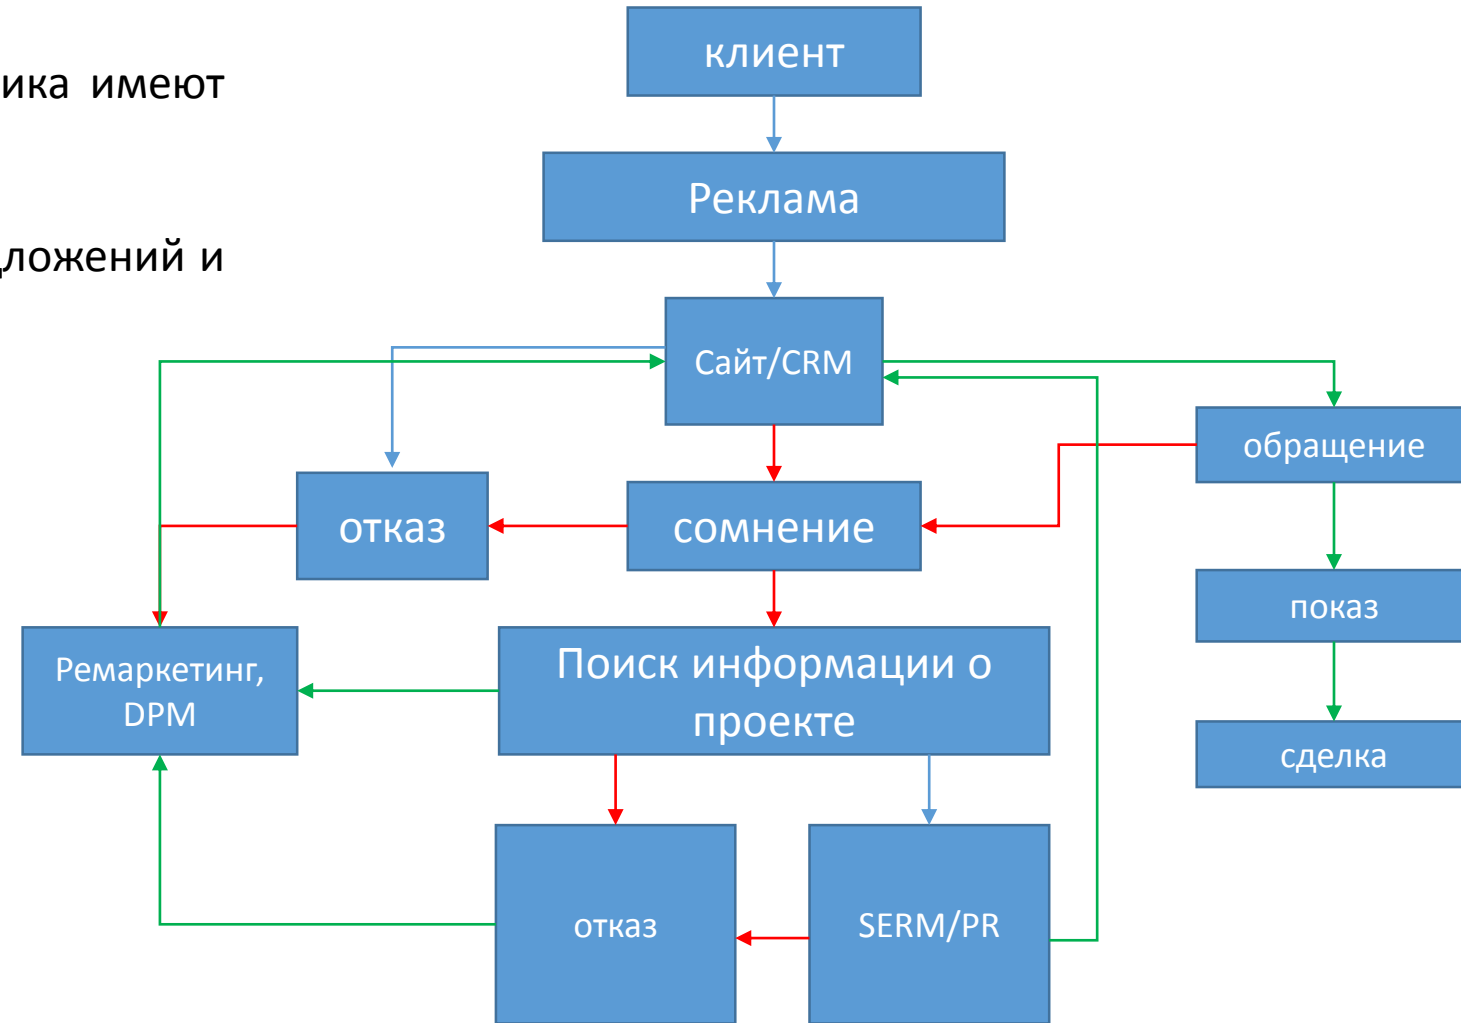 клиент
ика имеют
Реклама
ложений и
Сайт/CRM
обращение
отказ
сомнение
показ
Ремаркетинг,
DPM
Поиск информации о
проекте
сделка
отказ
SERM/PR